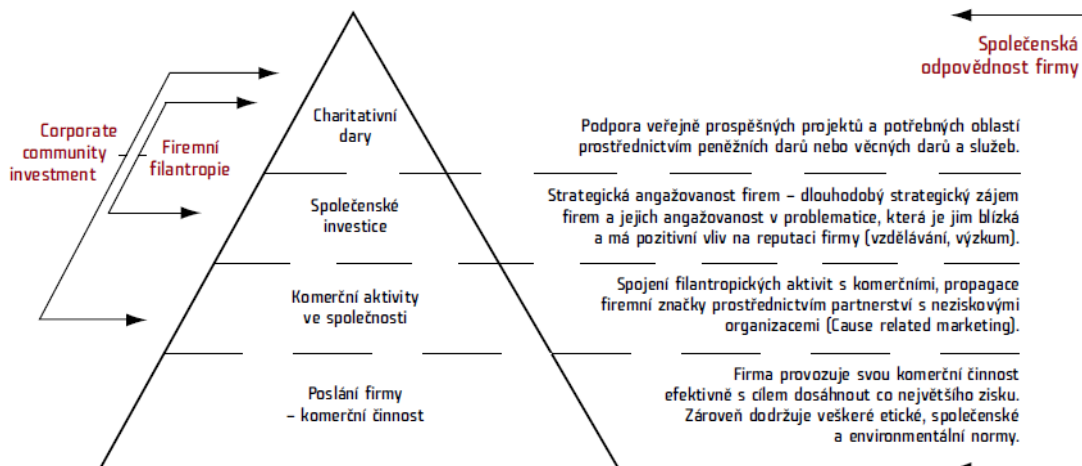 Společenská
odpovědnost firmy
Corporate
community
investment
Firemní
filantropie
Charitativní
dary
Podpora veřejně prospěšných projektů a potřebných oblastí
prostřednictvím peněžních darů nebo věcných darů a služeb.
Společenské
investice
Strategická angažovanost firem – dlouhodobý strategický zájem
firem a jejich angažovanost v problematice, která je jim blízká
a má pozitivní vliv na reputaci firmy (vzdělávání, výzkum).
Komerční aktivity
ve společnosti
Spojení filantropických aktivit s komerčními, propagace
firemní značky prostřednictvím partnerství s neziskovými
organizacemi (Cause related marketing).
Poslání firmy
– komerční činnost
Firma provozuje svou komerční činnost
efektivně s cílem dosáhnout co největšího zisku.
Zároveň dodržuje veškeré etické, společenské
a environmentální normy.